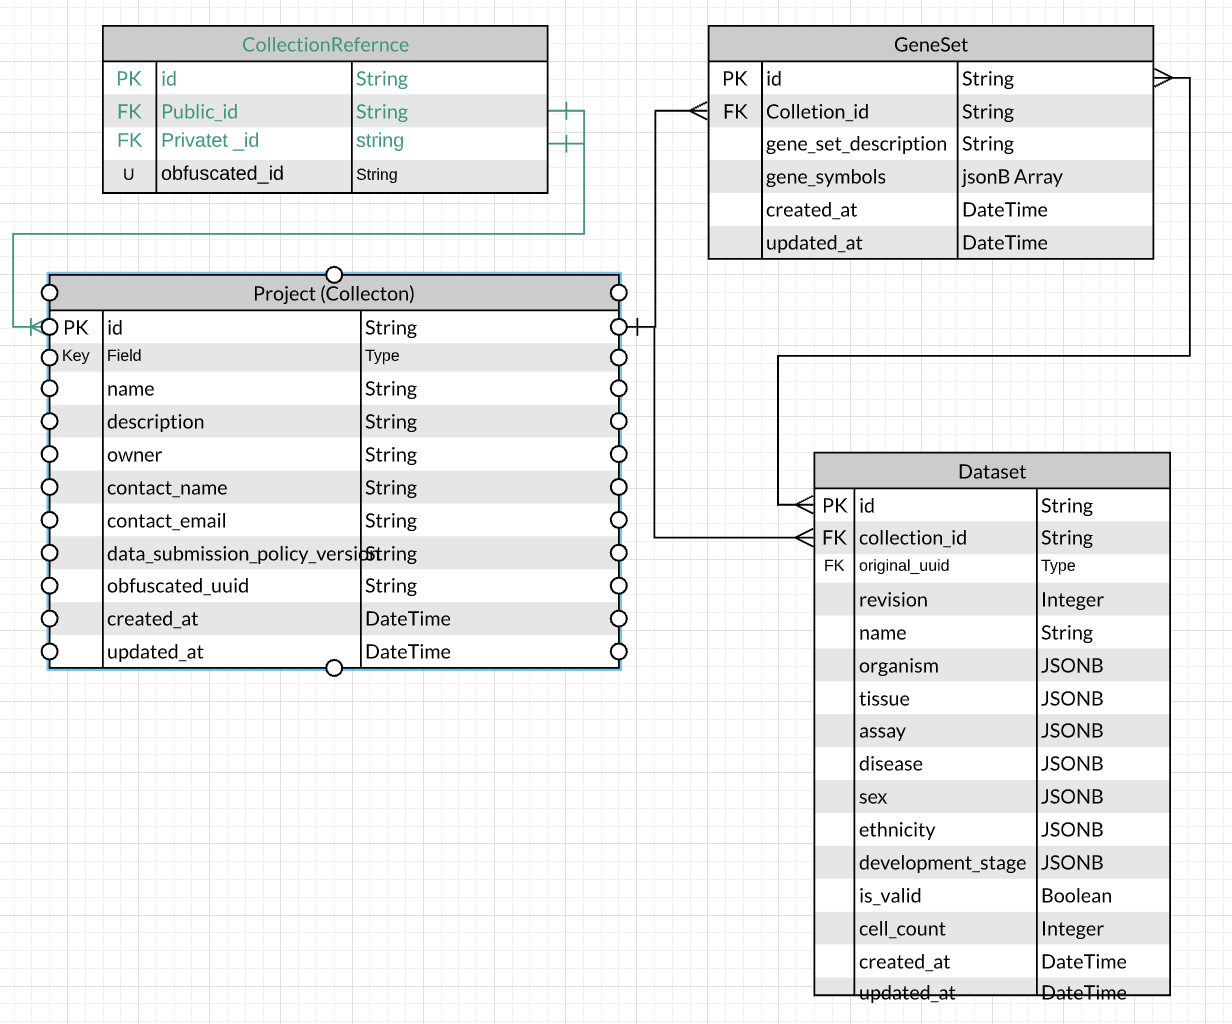 CollectionRefernce
PK id String
FK Public_id String
FK Privatet _id string
U obfuscated_id String
GeneSet
PK id String
FK Colletion_id String
gene_set_description String
gene_symbols jsonB Array
created_at DateTime
updated_at DateTime
Project (Collecton)
PK id String
Key Field Type
name String
description String
owner String
contact_name String
contact_email String
data_submission_policy_version String
obfuscated_uuid String
created_at DateTime
updated_at DateTime
Dataset
PK id String
FK collection_id String
FK original_uuid Type
revision Integer
name String
organism JSONB
tissue JSONB
assay JSONB
disease JSONB
sex JSONB
ethnicity JSONB
development_stage JSONB
is_valid Boolean
cell_count Integer
created_at DateTime
updated_at DateTime